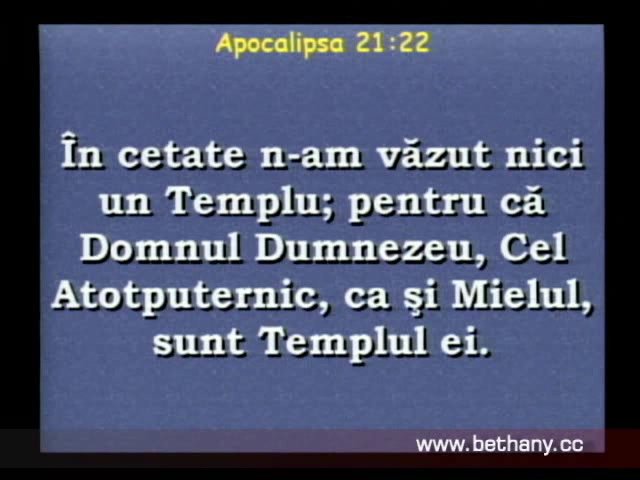 Apocalipsa 21:22
În cetate n-am văzut nici
un Templu; pentru că
Domnul Dumnezeu, Cel
Atotputernic, ca şi Mielul,
sunt Templul ei.
www.bethany.cc